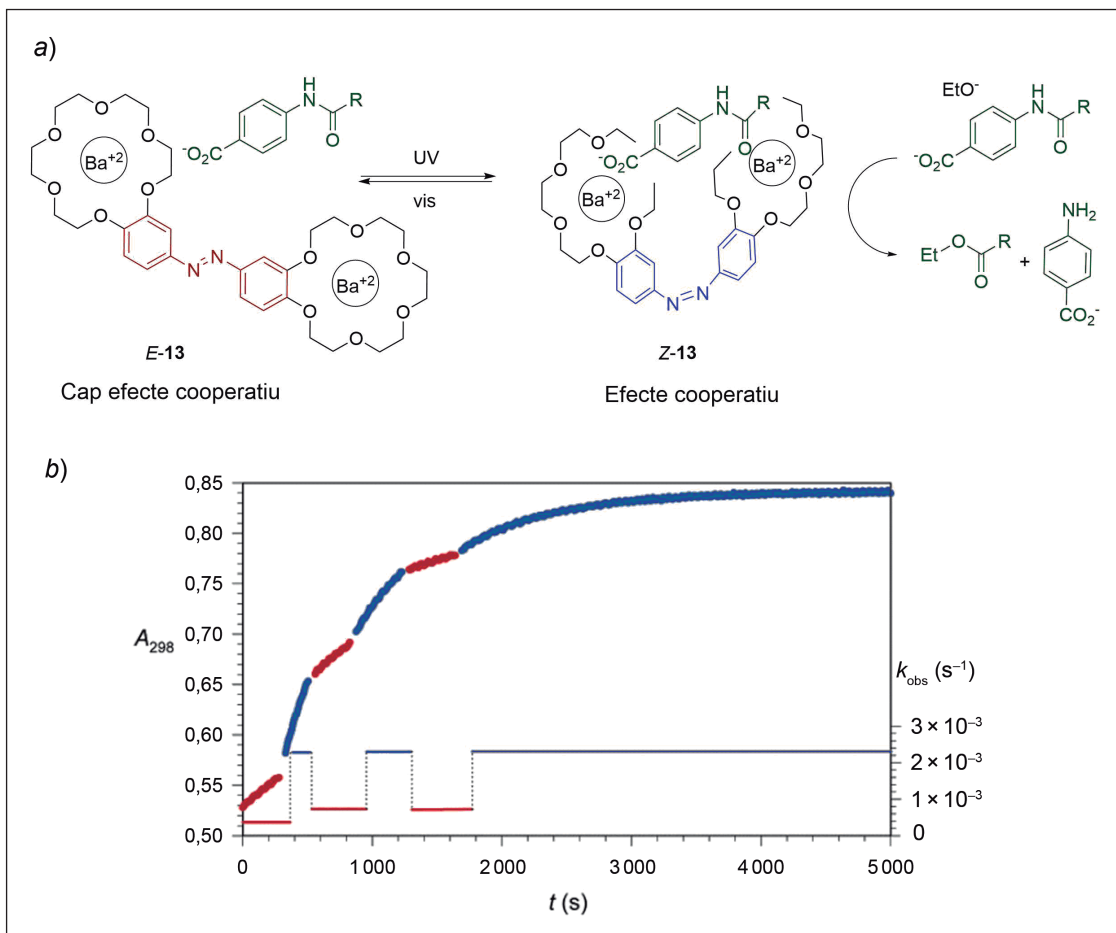 a)
O
O
O
O
O
O
Ba+2
N
N
O
O
O
O
O
O
Ba+2
-O2C
H
N
R
O
UV
vis
O
O
O
O
Ba+2
-O2C
H
N
R
O
O
O
O
O
Ba+2
N
N
EtO-
H
N
R
O
-O2C
Et
O
R
O
+
NH2
CO2-
E-13
Z-13
Cap efecte cooperatiu
Efecte cooperatiu
b)
0,85
0,80
0,75
0,70
0,65
0,60
0,55
0,50
A298
kobs (s–1)
3 × 10–3
2 × 10–3
1 × 10–3
0
0
1 000
2 000
3 000
4 000
5 000
t (s)